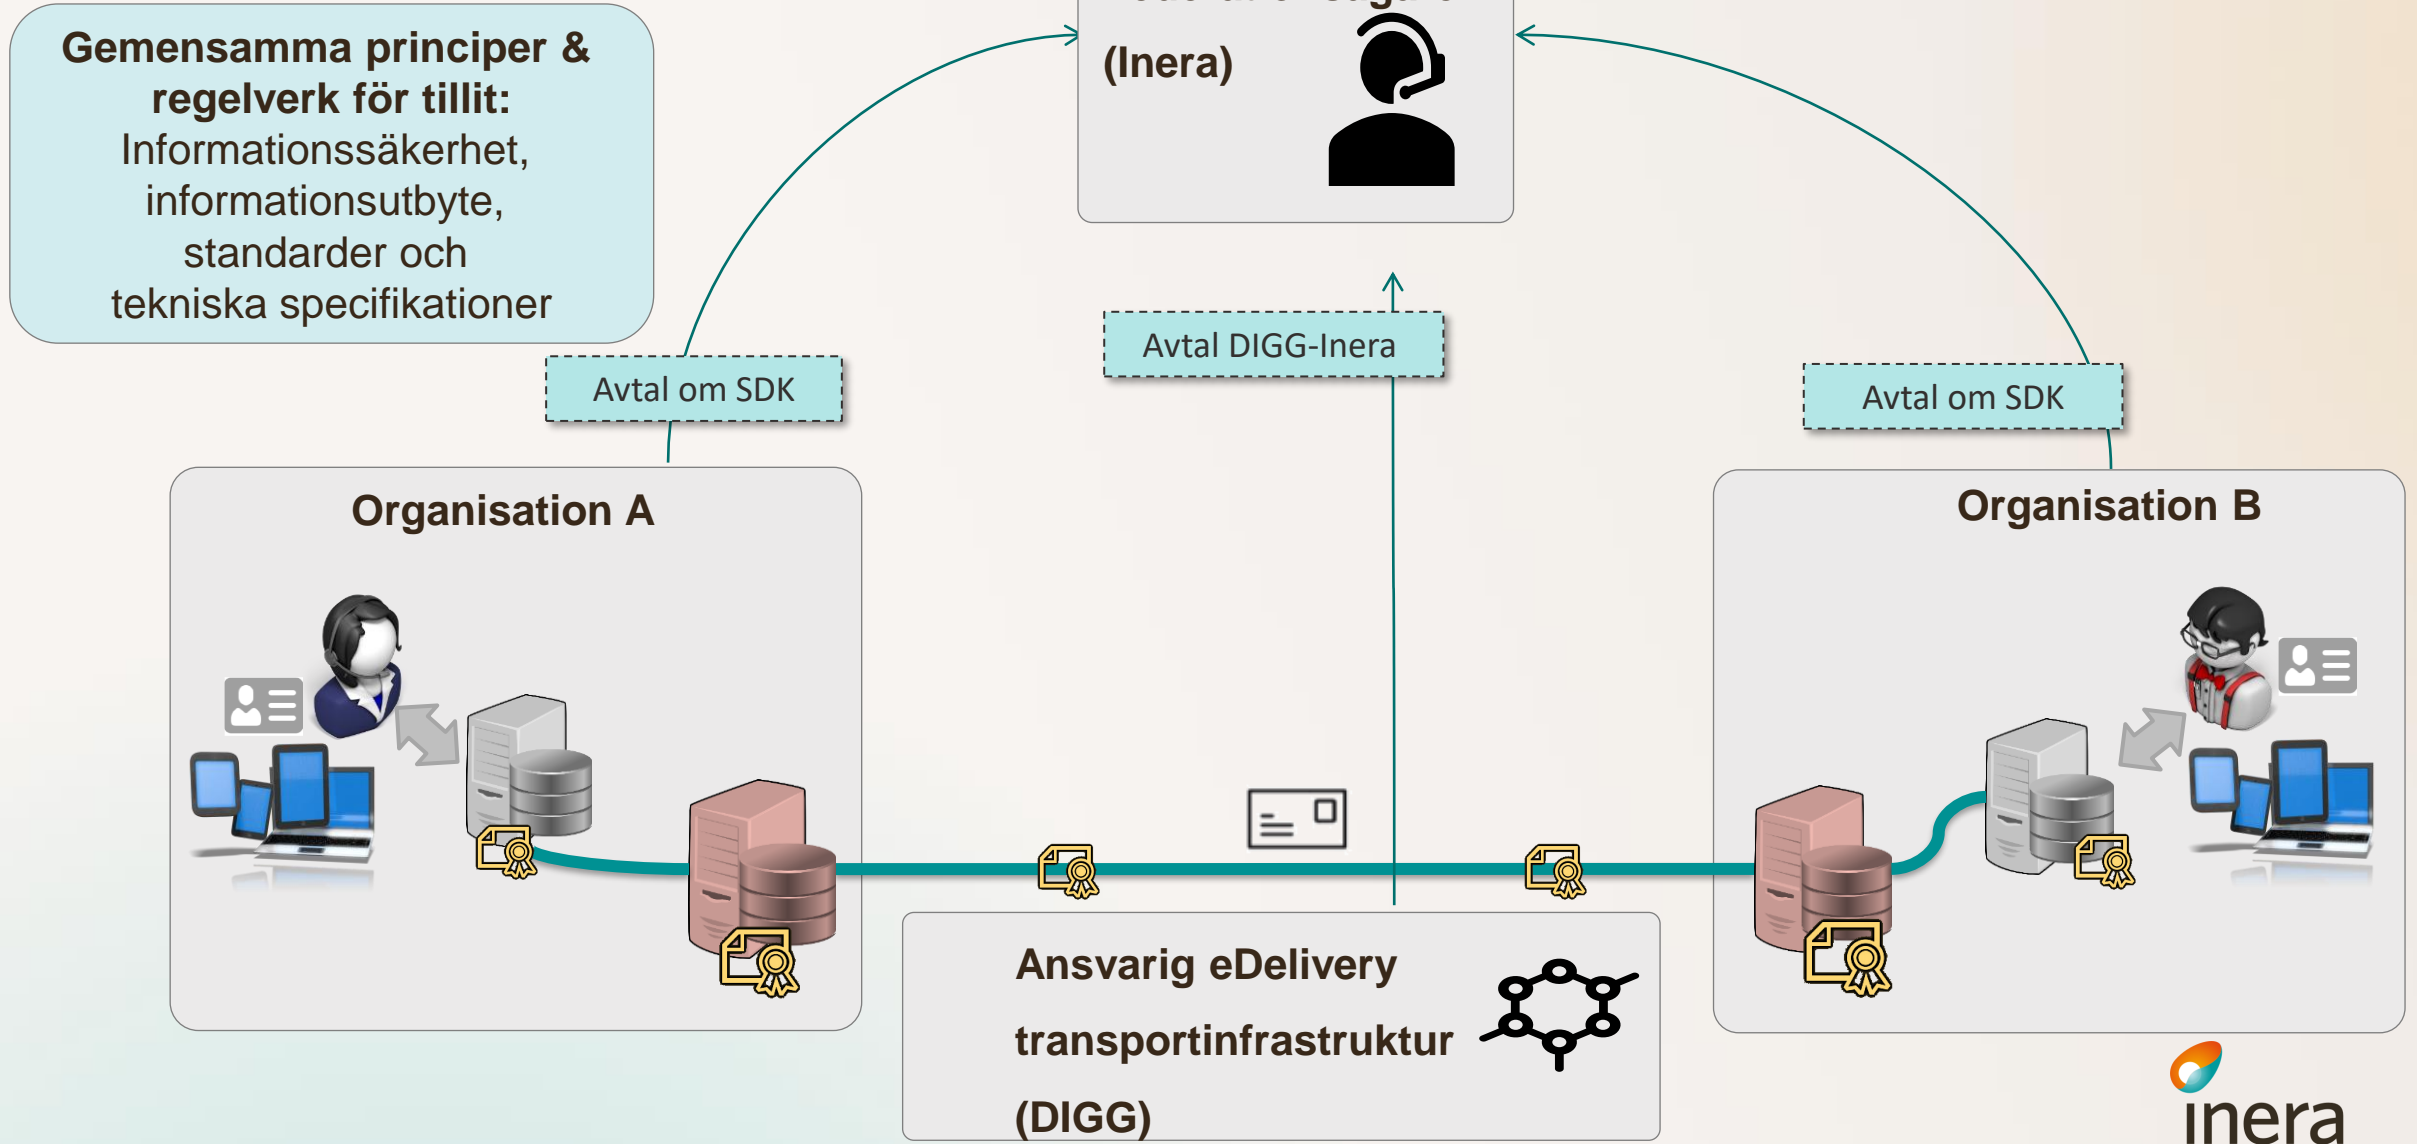 Gemensamma principer &
regelverk för tillit:
Informationssäkerhet,
informationsutbyte,
standarder och
tekniska specifikationer
(Inera)
Avtal DIGG-Inera
Avtal om SDK
Avtal om SDK
Organisation A
Organisation B
Ansvarig eDelivery
transportinfrastruktur
(DIGG)
inera